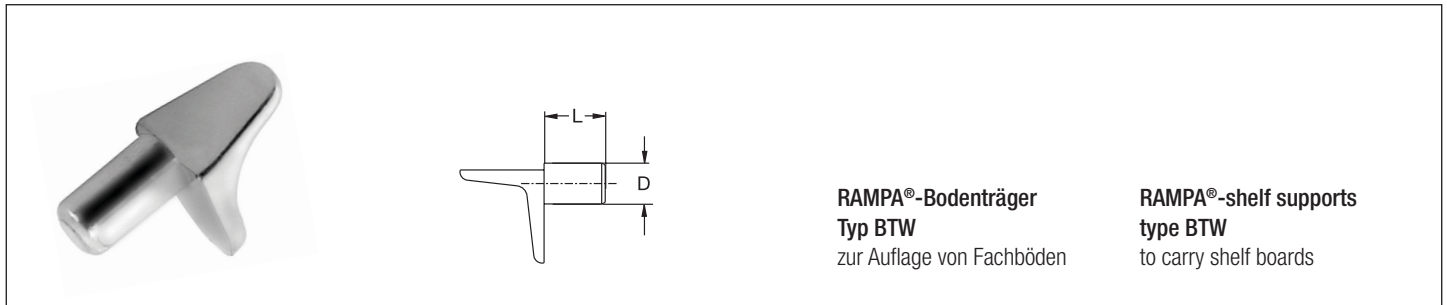 L
D
RAMPA®-Bodenträger
Typ BTW
zur Auflage von Fachböden
RAMPA®-shelf supports
type BTW
to carry shelf boards